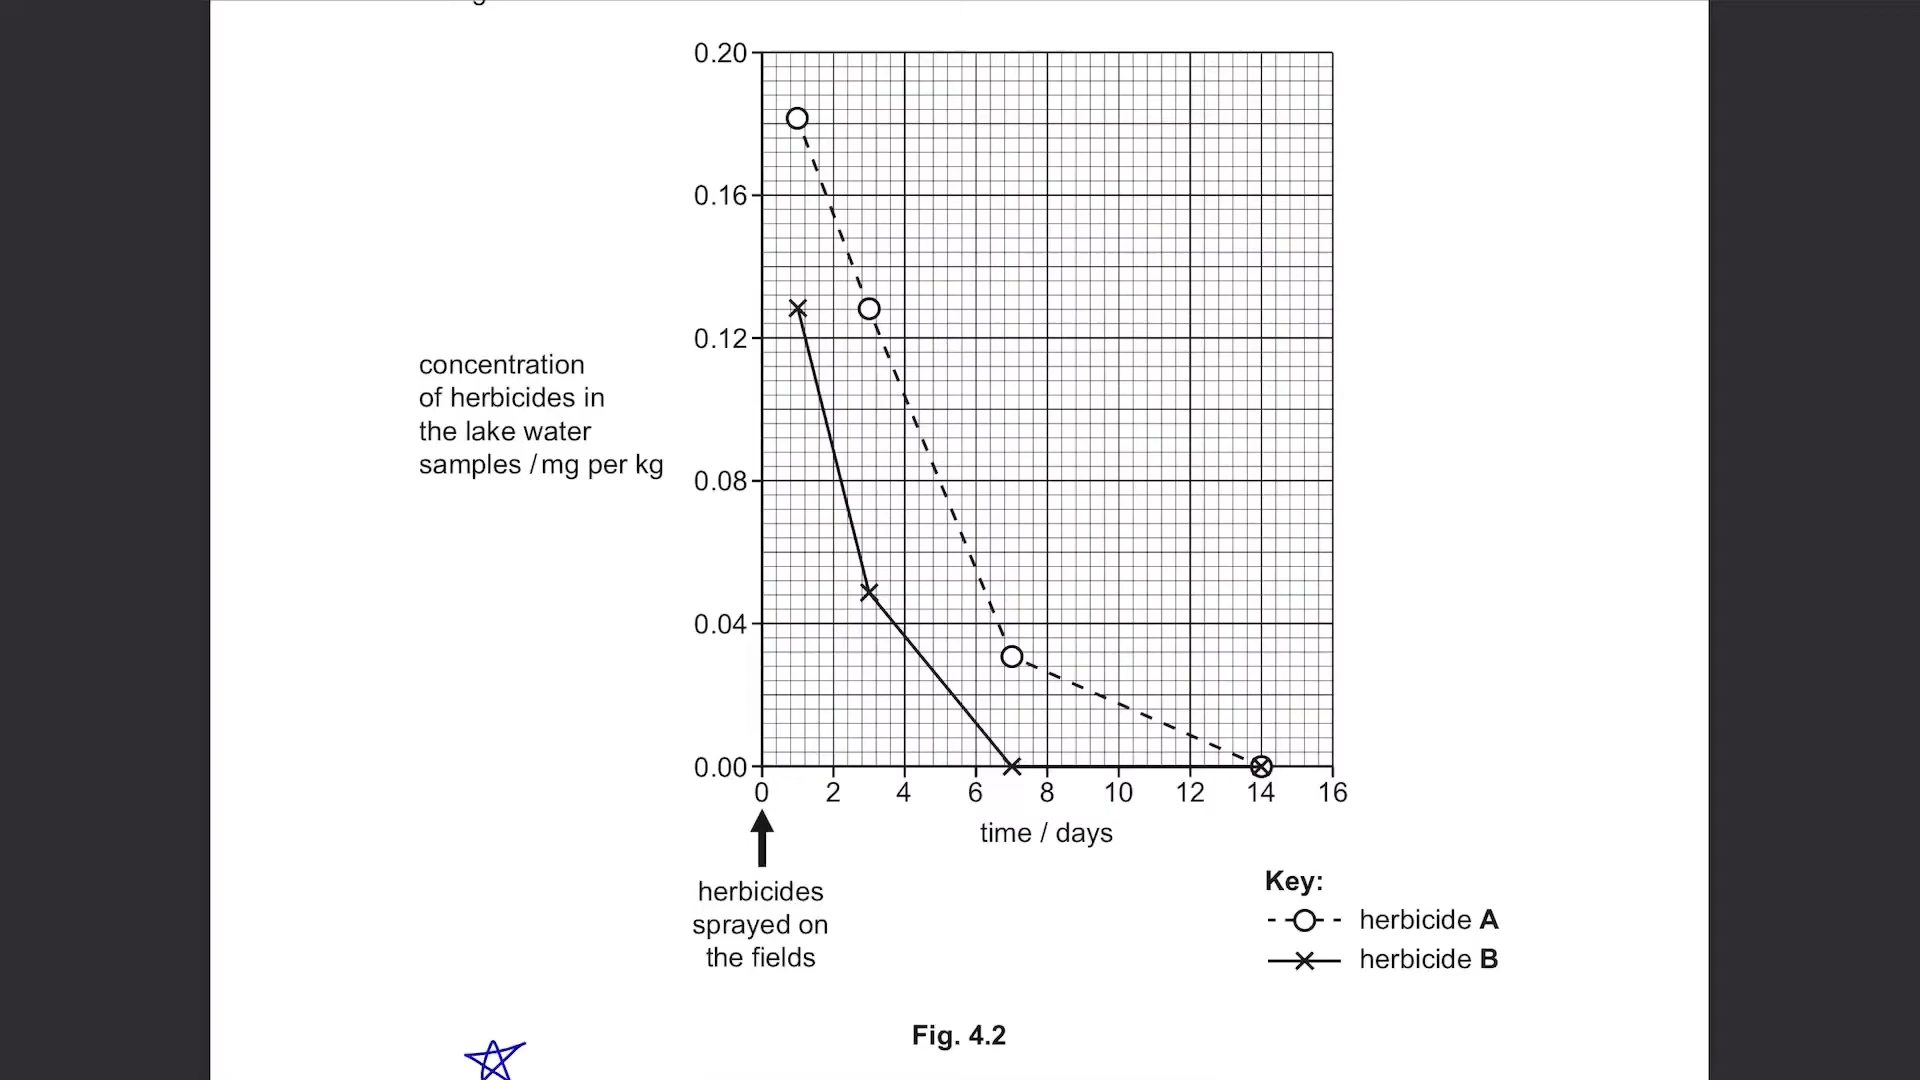 0.20
0.16
0.12
concentration
of herbicides in
the lake water
samples / mg per kg
0.08
0.04
0.00
0 2 4 6 8 10 12 14 16
time / days
herbicides
sprayed on
the fields
Key:
herbicide A
herbicide B
Fig. 4.2